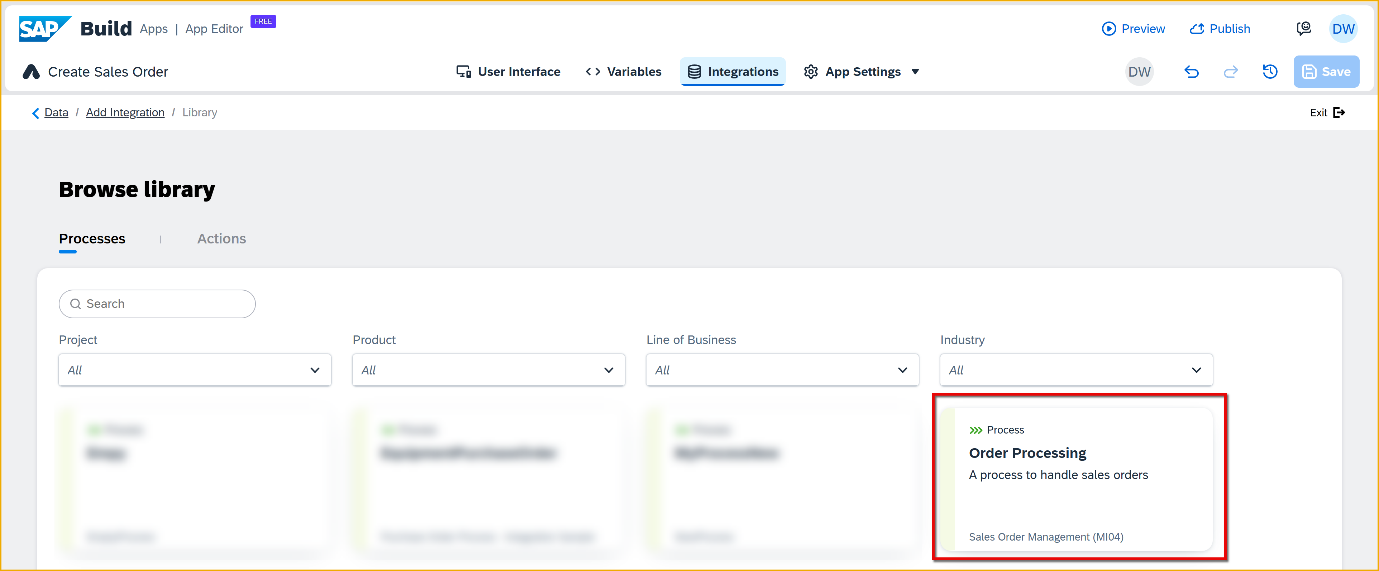 SAP Build Apps | App Editor FREE Preview Publish DW
Create Sales Order User Interface Variables Integrations App Settings DW Save
Data / Add Integration / Library Exit
Browse library
Processes | Actions
Search
Project Product Line of Business Industry
All All All All
Process
Order Processing
A process to handle sales orders
Sales Order Management (MI04)